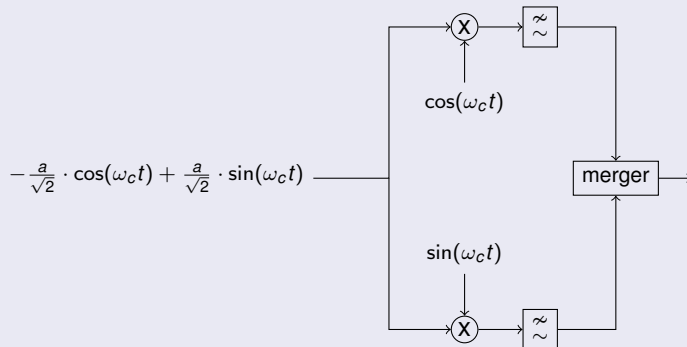 X
cos(ω_c t)
-a/√2 · cos(ω_c t) + a/√2 · sin(ω_c t)
merger
sin(ω_c t)
X